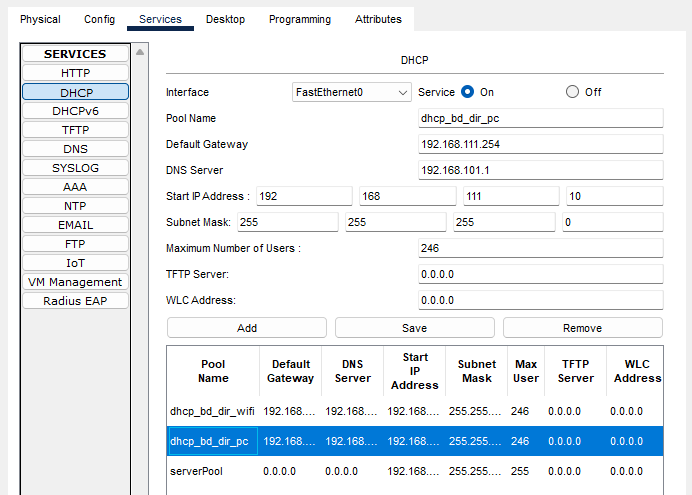 Physical Config Services Desktop Programming Attributes
SERVICES
HTTP
DHCP
DHCPv6
TFTP
DNS
SYSLOG
AAA
NTP
EMAIL
FTP
IoT
VM Management
Radius EAP
DHCP
Interface FastEthernet0 Service On Off
Pool Name dhcp_bd_dir_pc
Default Gateway 192.168.111.254
DNS Server 192.168.101.1
Start IP Address : 192 168 111 10
Subnet Mask: 255 255 255 0
Maximum Number of Users : 246
TFTP Server: 0.0.0.0
WLC Address: 0.0.0.0
Add Save Remove
Pool Name Default Gateway DNS Server Start IP Address Subnet Mask Max User TFTP Server WLC Address
dhcp_bd_dir_wifi 192.168.... 192.168.... 192.168.... 255.255.... 246 0.0.0.0 0.0.0.0
dhcp_bd_dir_pc 192.168.... 192.168.... 192.168.... 255.255.... 246 0.0.0.0 0.0.0.0
serverPool 0.0.0.0 0.0.0.0 192.168.... 255.255.... 255 0.0.0.0 0.0.0.0